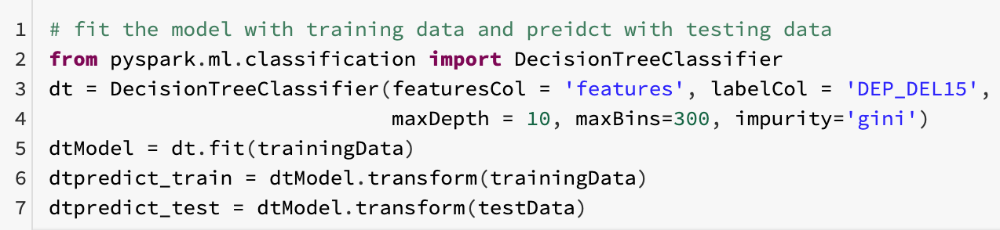 1 # fit the model with training data and preidct with testing data
2 from pyspark.ml.classification import DecisionTreeClassifier
3 dt = DecisionTreeClassifier(featuresCol = 'features', labelCol = 'DEP_DEL15',
4                             maxDepth = 10, maxBins=300, impurity='gini')
5 dtModel = dt.fit(trainingData)
6 dtpredict_train = dtModel.transform(trainingData)
7 dtpredict_test = dtModel.transform(testData)